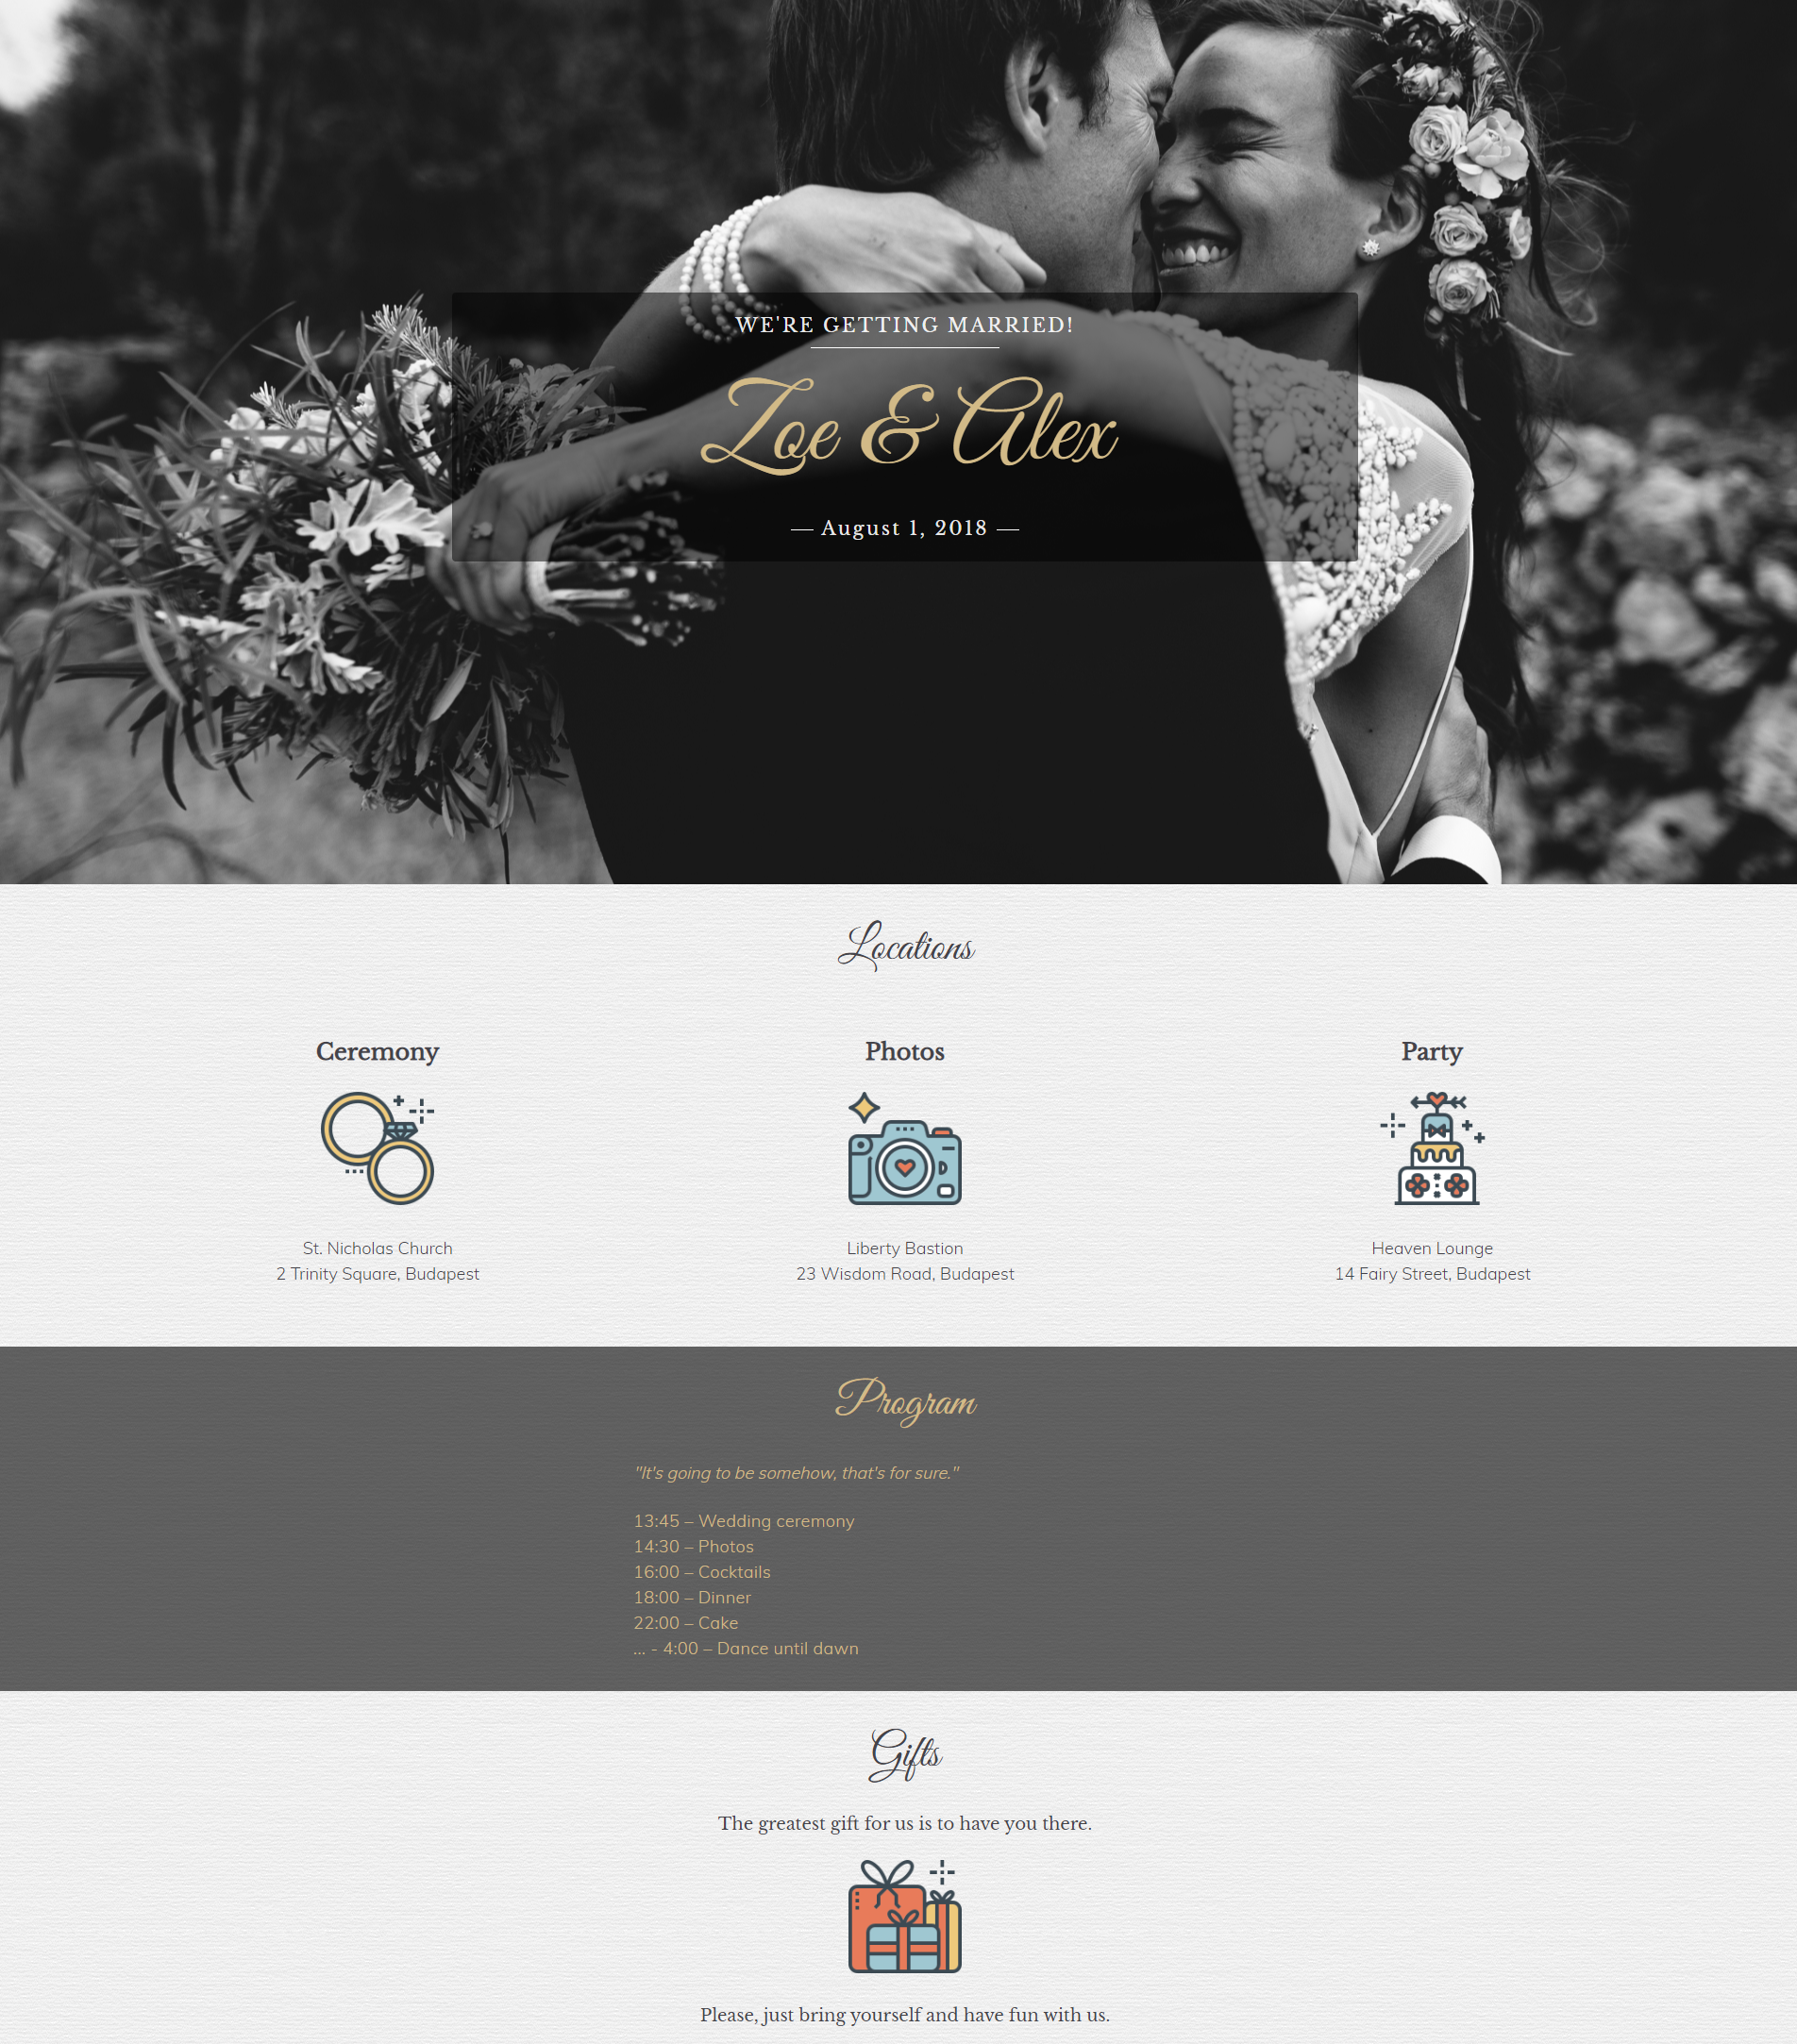 WE'RE GETTING MARRIED!
Zoe & Alex
— August 1, 2018 —
Locations
Ceremony
Photos
Party
St. Nicholas Church
2 Trinity Square, Budapest
Liberty Bastion
23 Wisdom Road, Budapest
Heaven Lounge
14 Fairy Street, Budapest
Program
"It's going to be somehow, that's for sure."
13:45 – Wedding ceremony
14:30 – Photos
16:00 – Cocktails
18:00 – Dinner
22:00 – Cake
... - 4:00 – Dance until dawn
Gifts
The greatest gift for us is to have you there.
Please, just bring yourself and have fun with us.